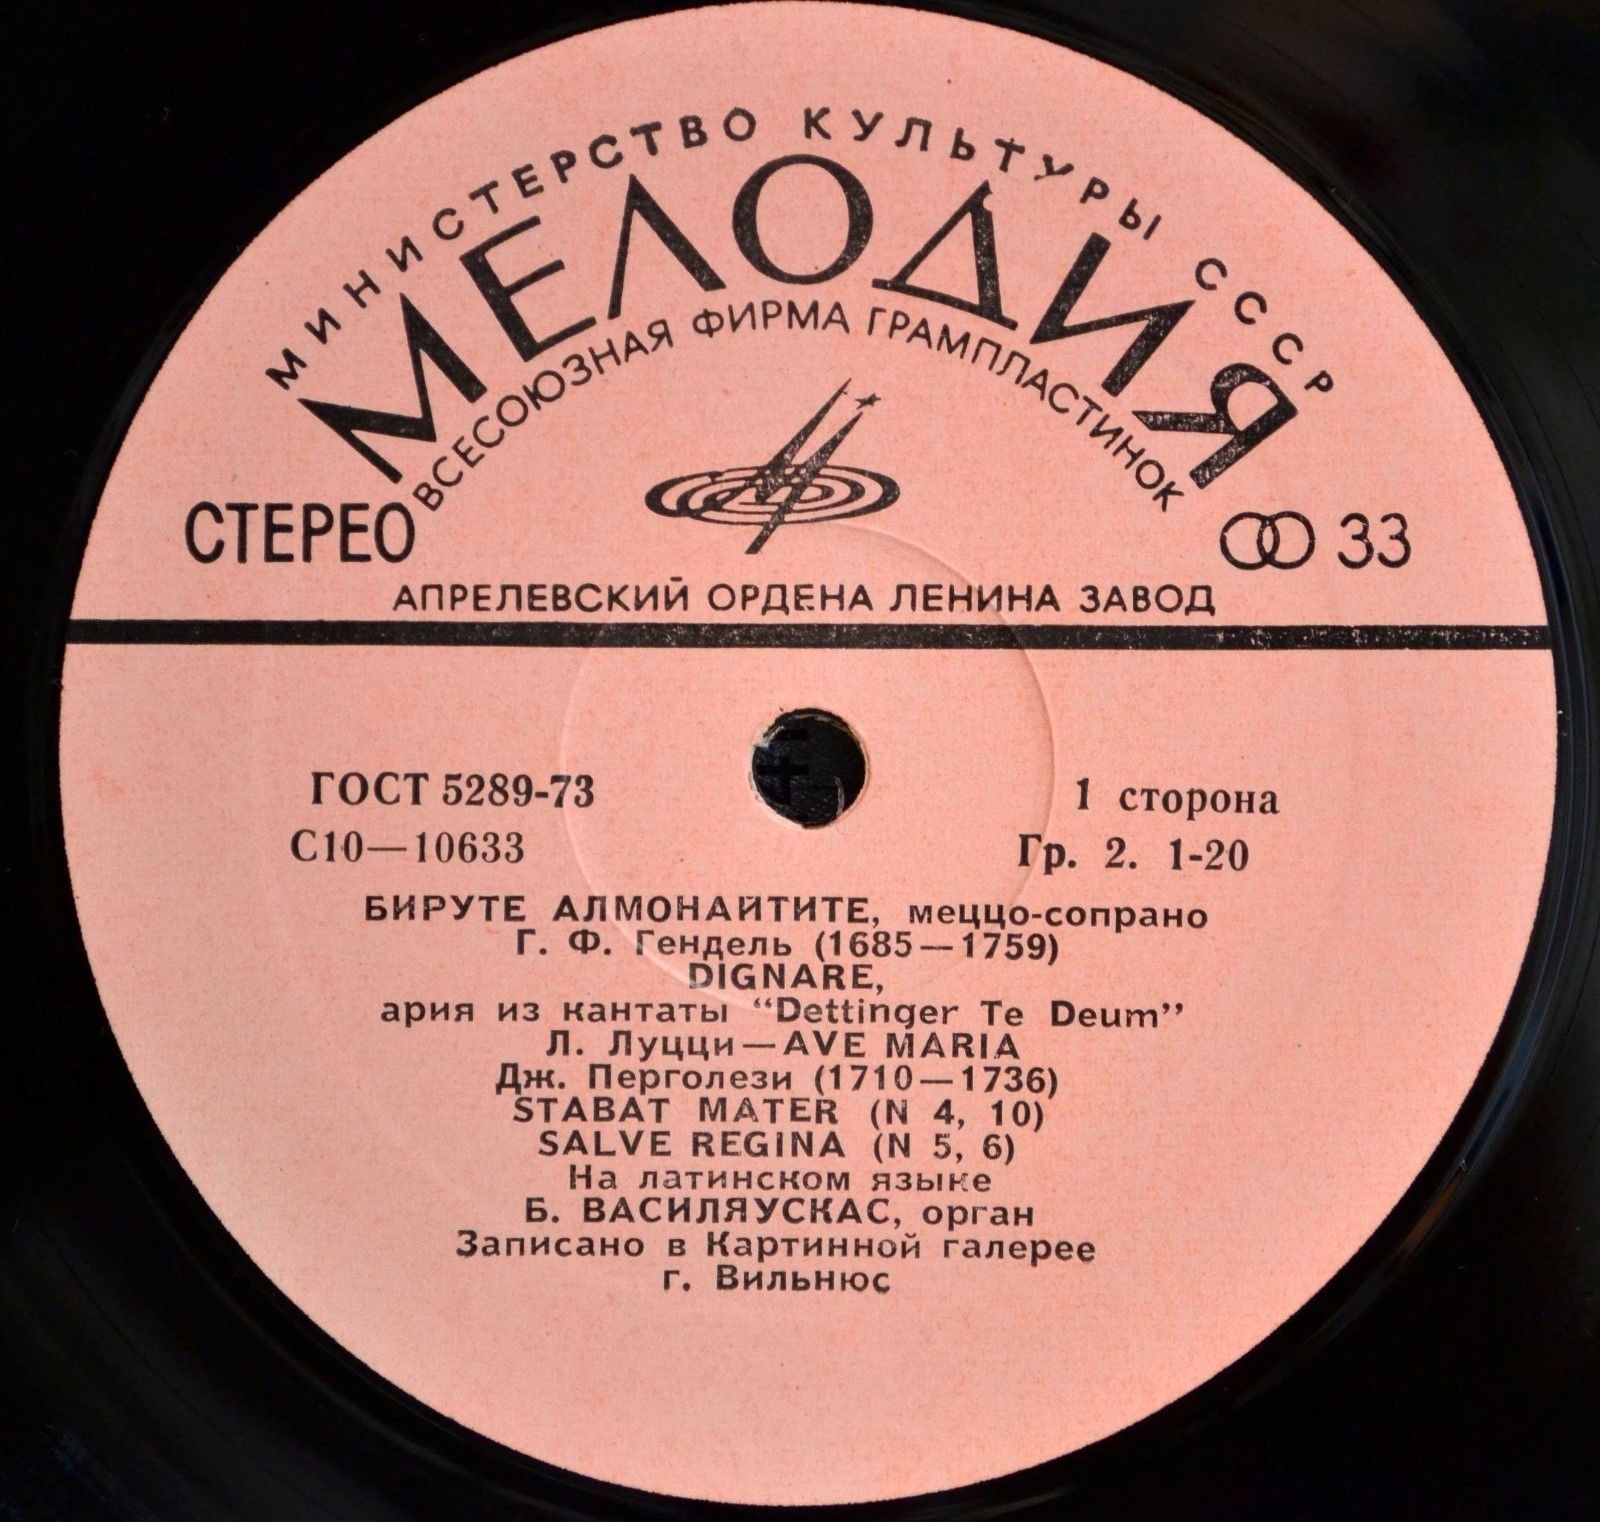 МИНИСТЕРСТВО КУЛЬТУРЫ СССР
МЕЛОДИЯ
ВСЕСОЮЗНАЯ ФИРМА ГРАМПЛАСТИНОК
СТЕРЕО
33
АПРЕЛЕВСКИЙ ОРДЕНА ЛЕНИНА ЗАВОД
ГОСТ 5289-73
1 сторона
С10—10633
Гр. 2. 1-20
БИРУТЕ АЛМОНАЙТИТЕ, меццо-сопрано
Г. Ф. Гендель (1685—1759)
DIGNARE,
ария из кантаты “Dettinger Te Deum”
Л. Луцци—AVE MARIA
Дж. Перголези (1710—1736)
STABAT MATER (N 4, 10)
SALVE REGINA (N 5, 6)
На латинском языке
Б. ВАСИЛЯУСКАС, орган
Записано в Картинной галерее
г. Вильнюс